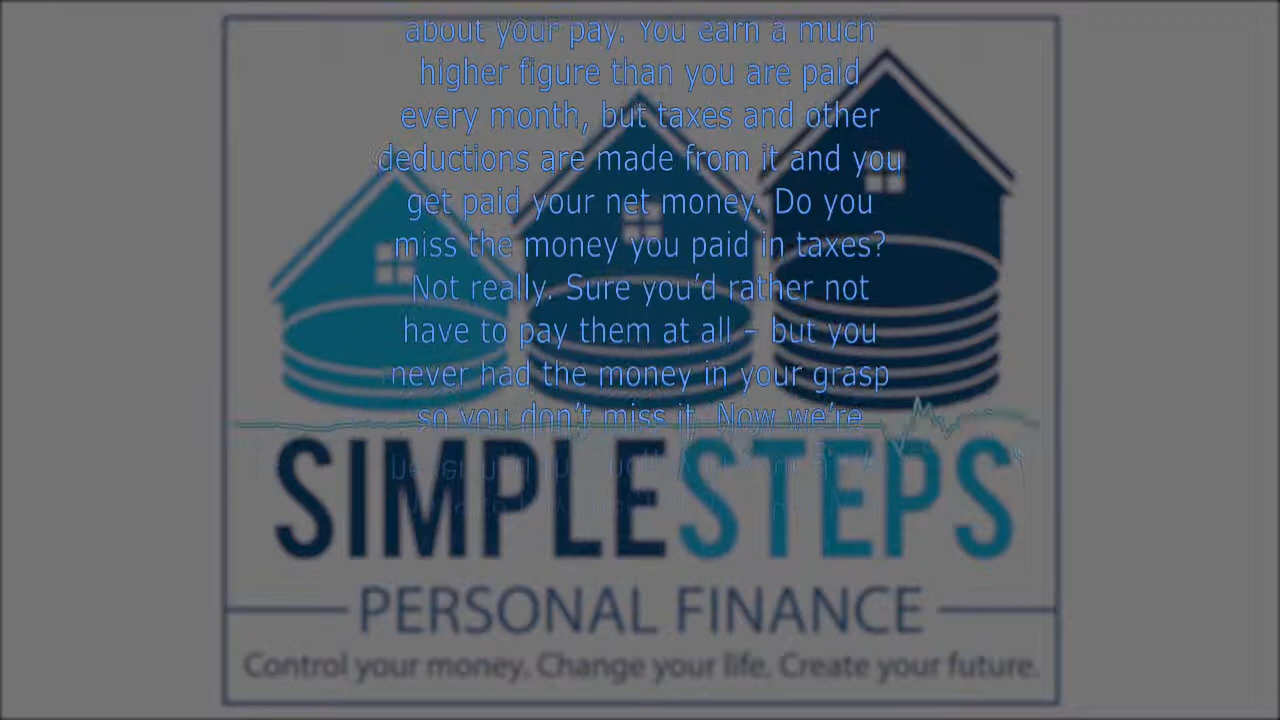 about your pay. You earn a much
higher figure than you are paid
every month, but taxes and other
deductions are made from it and you
get paid your net money. Do you
miss the money you paid in taxes?
Not really. Sure you’d rather not
have to pay them at all – but you
never had the money in your grasp
so you don’t miss it. Now we’re
SIMPLESTEPS
PERSONAL FINANCE
Control your money. Change your life. Create your future.